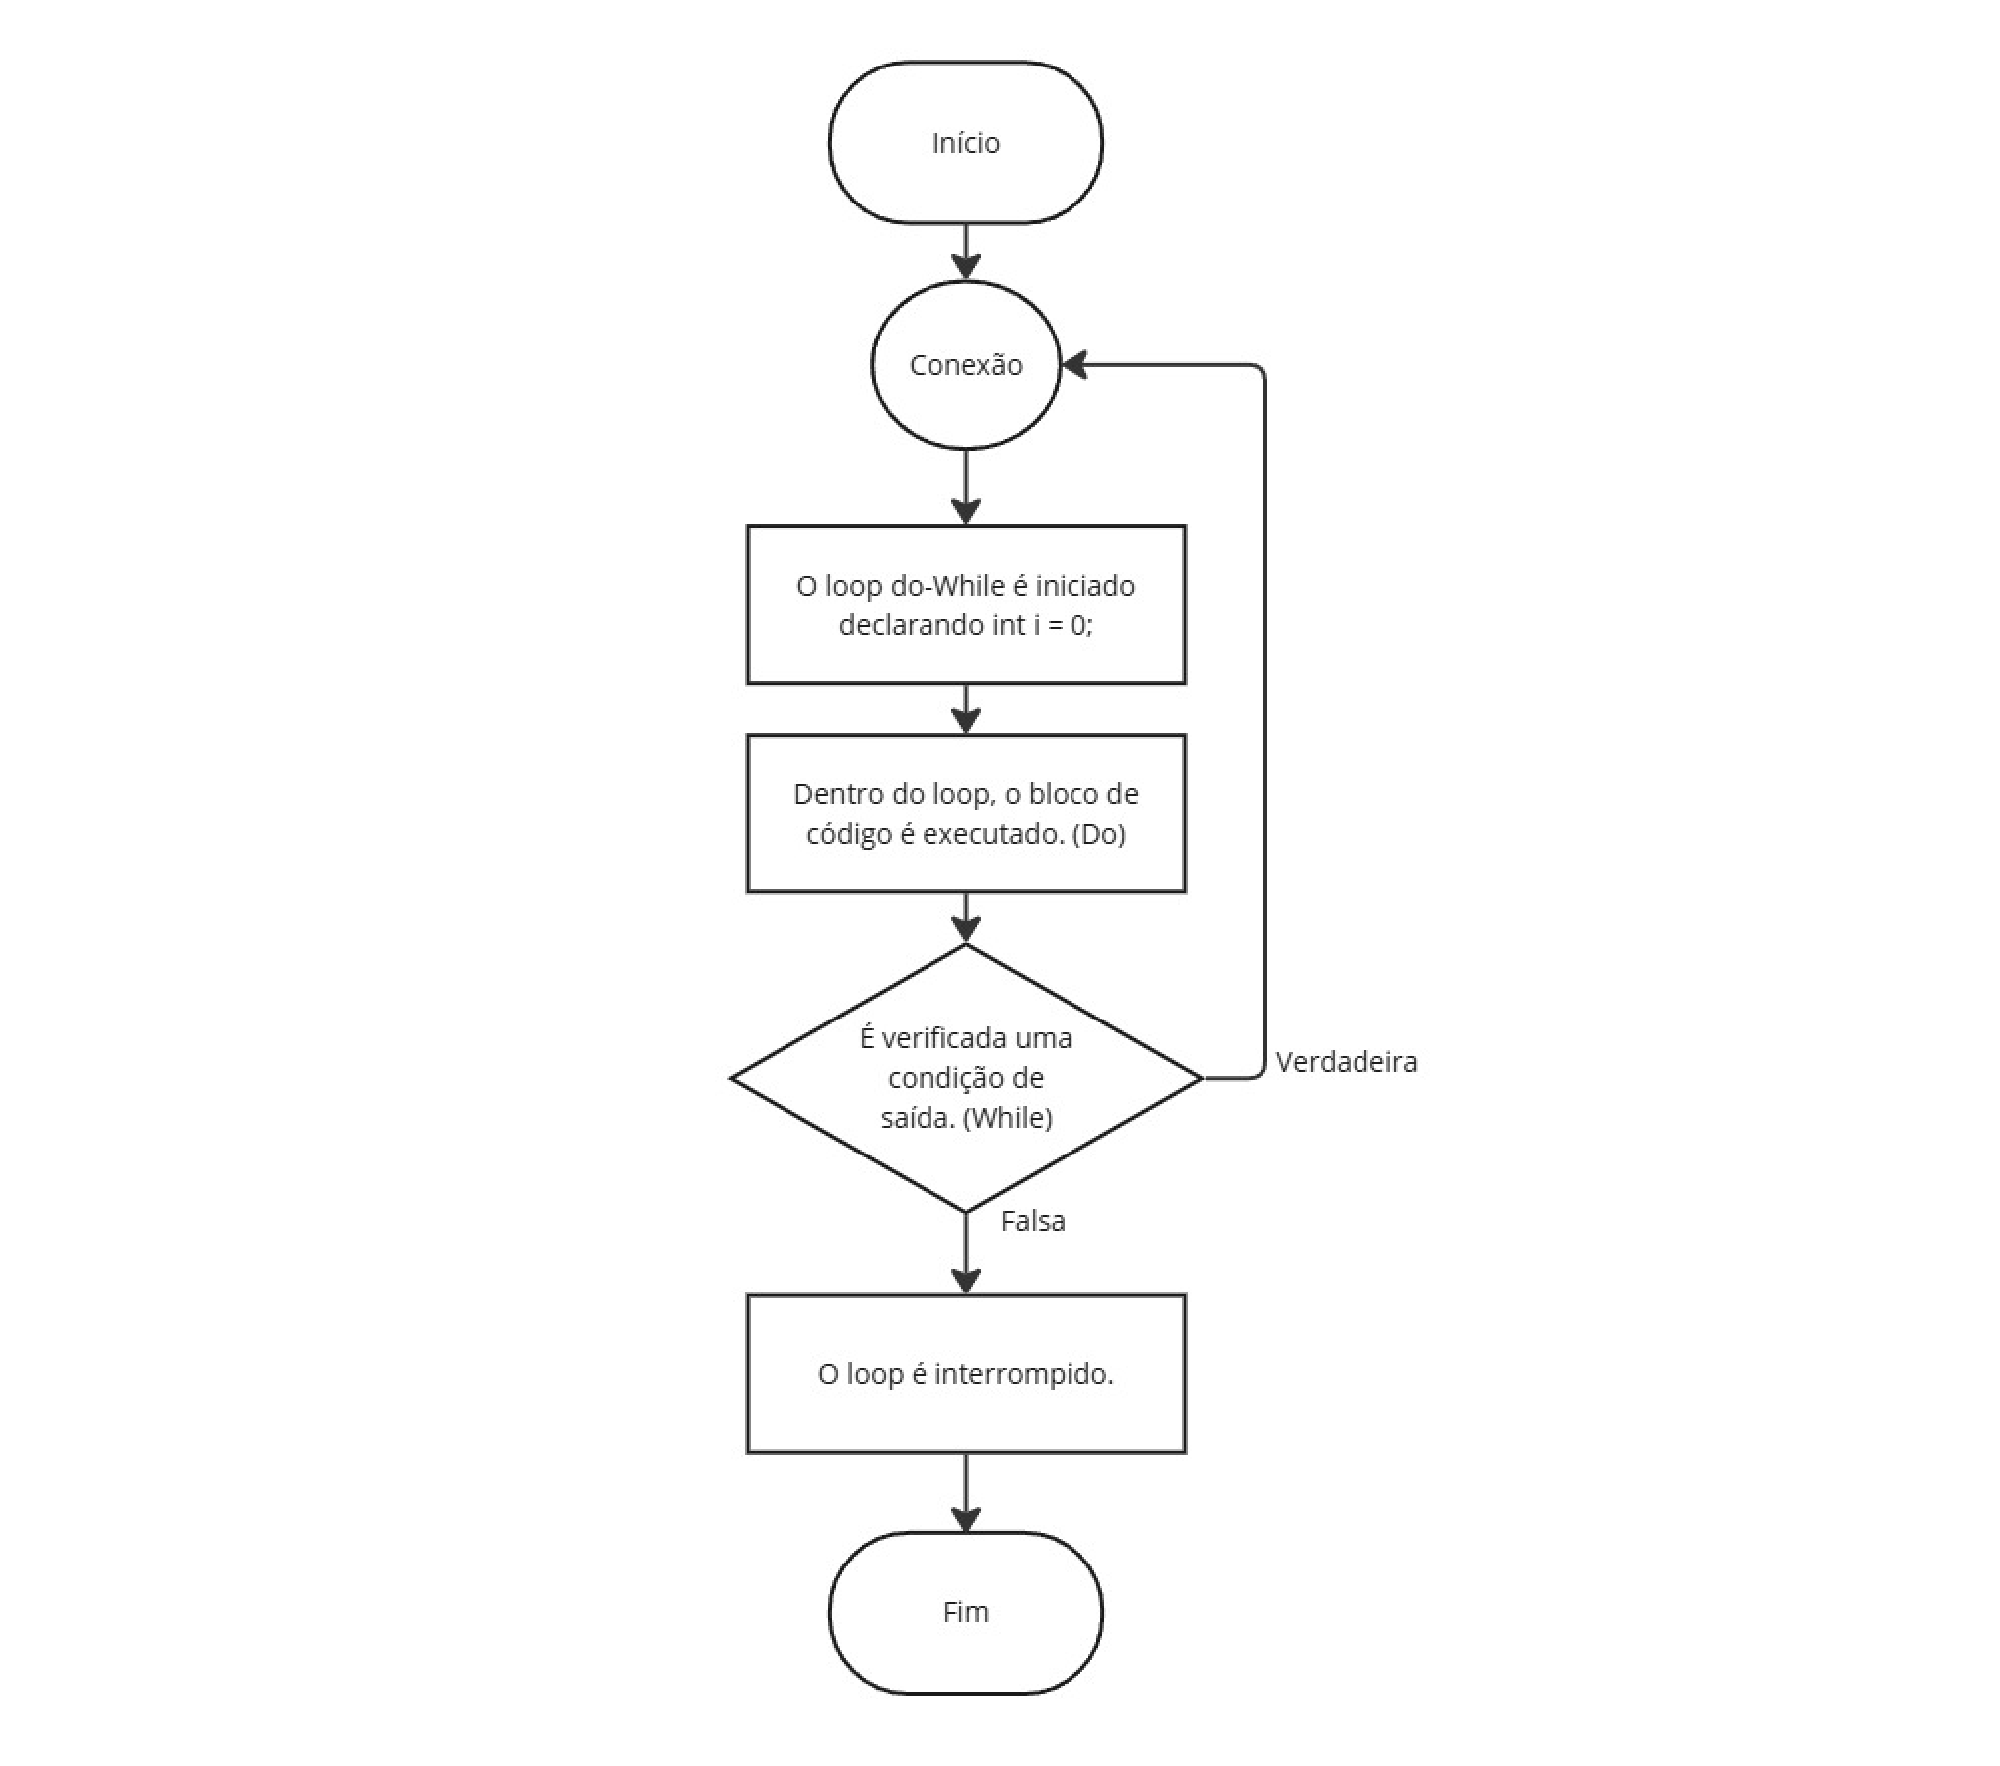 Início
Conexão
O loop do-While é iniciado
declarando int i = 0;
Dentro do loop, o bloco de
código é executado. (Do)
É verificada uma
condição de
saída. (While)
Verdadeira
Falsa
O loop é interrompido.
Fim